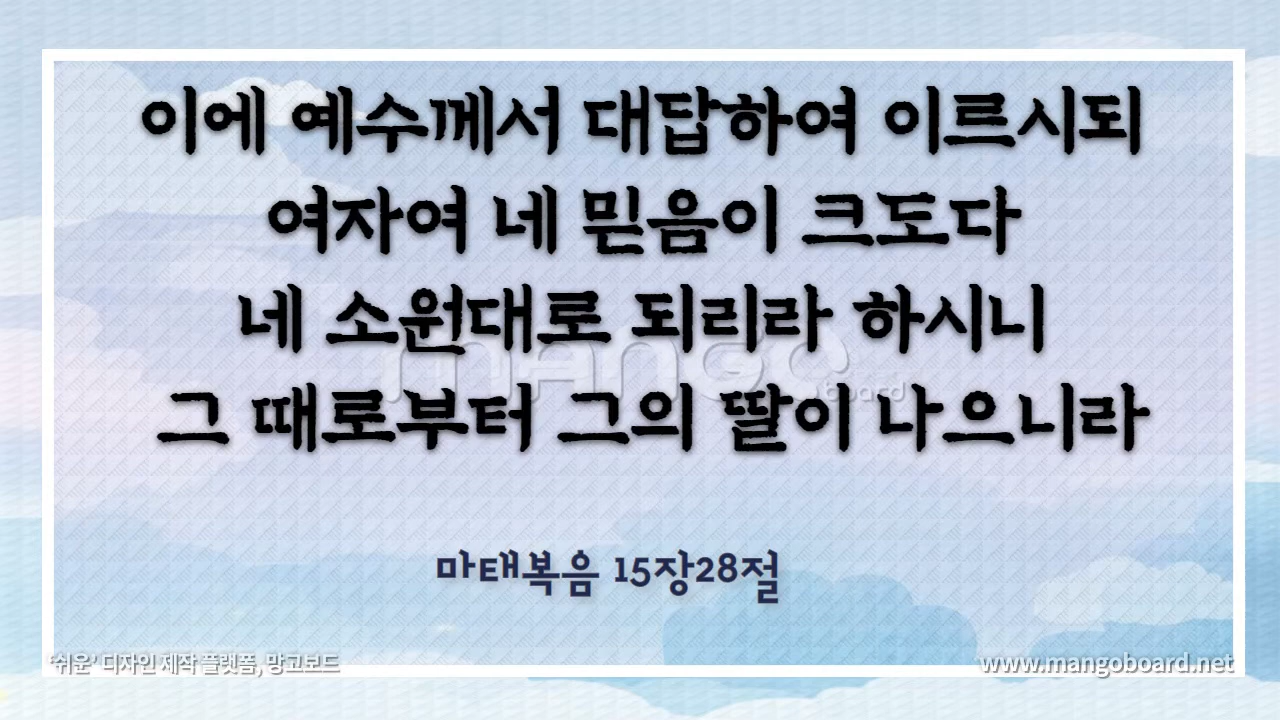 이에 예수께서 대답하여 이르시되
여자여 네 믿음이 크도다
네 소원대로 되리라 하시니
그 때로부터 그의 딸이 나으니라
mango board
마태복음 15장28절
'쉬운' 디자인 제작 플랫폼, 망고보드
www.mangoboard.net